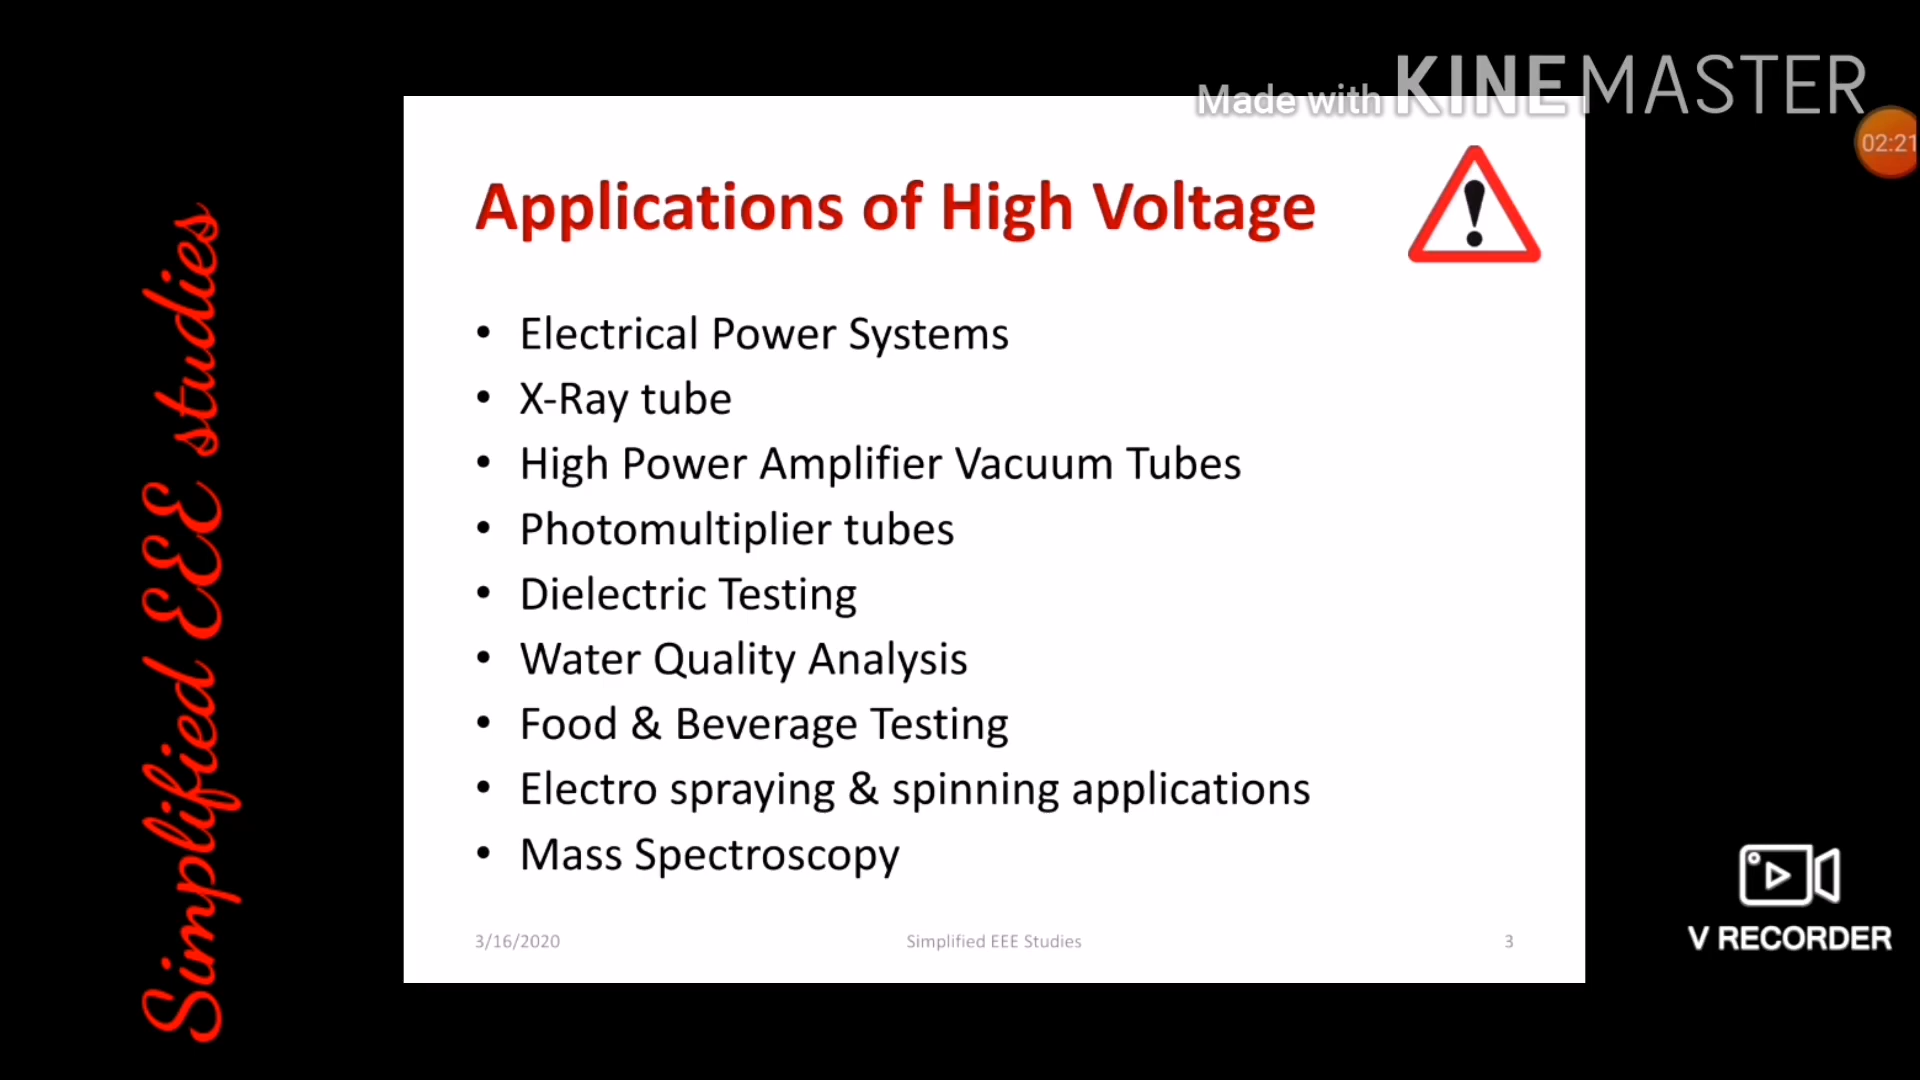 Made with KINEMASTER
02:21
Simplified EEE studies
Applications of High Voltage
• Electrical Power Systems
• X-Ray tube
• High Power Amplifier Vacuum Tubes
• Photomultiplier tubes
• Dielectric Testing
• Water Quality Analysis
• Food & Beverage Testing
• Electro spraying & spinning applications
• Mass Spectroscopy
3/16/2020 Simplified EEE Studies 3
V RECORDER